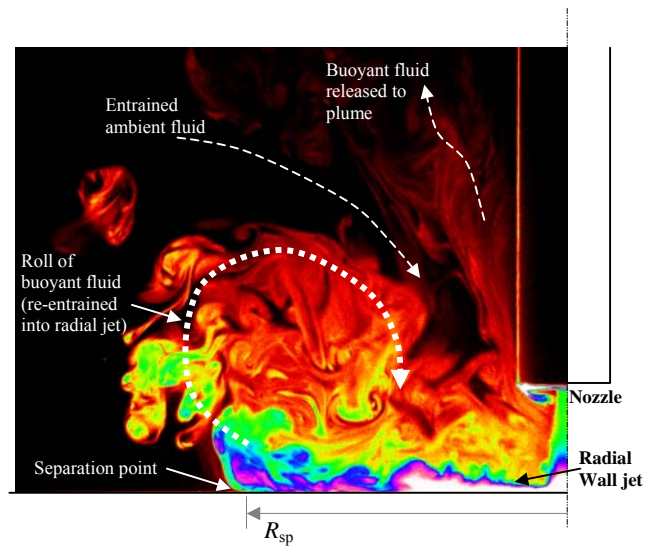 Buoyant fluid
released to
plume
Entrained
ambient fluid
Roll of
buoyant fluid
(re-entrained
into radial jet)
Nozzle
Separation point
Radial
Wall jet
R_sp